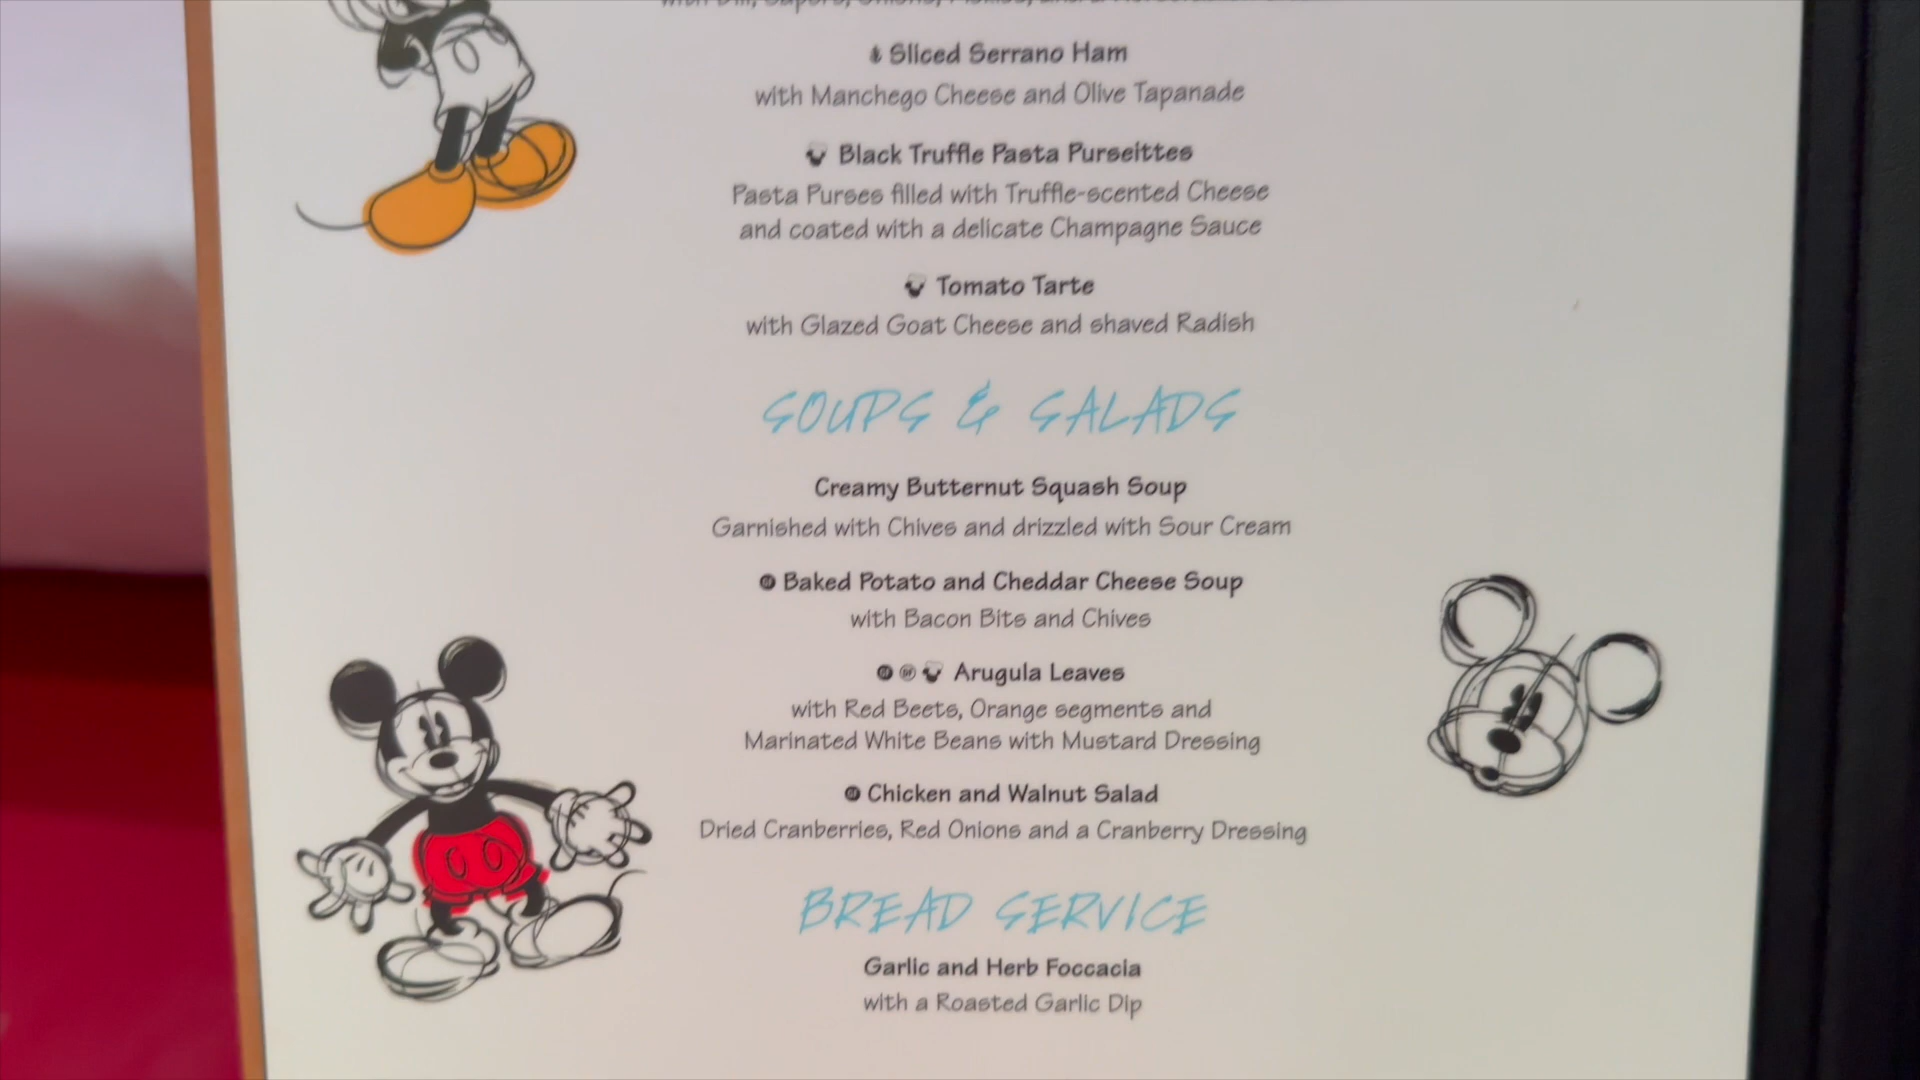 Sliced Serrano Ham
with Manchego Cheese and Olive Tapanade
Black Truffle Pasta Purseittes
Pasta Purses filled with Truffle-scented Cheese
and coated with a delicate Champagne Sauce
Tomato Tarte
with Glazed Goat Cheese and shaved Radish
SOUPS & SALADS
Creamy Butternut Squash Soup
Garnished with Chives and drizzled with Sour Cream
Baked Potato and Cheddar Cheese Soup
with Bacon Bits and Chives
Arugula Leaves
with Red Beets, Orange segments and
Marinated White Beans with Mustard Dressing
Chicken and Walnut Salad
Dried Cranberries, Red Onions and a Cranberry Dressing
BREAD SERVICE
Garlic and Herb Foccacia
with a Roasted Garlic Dip